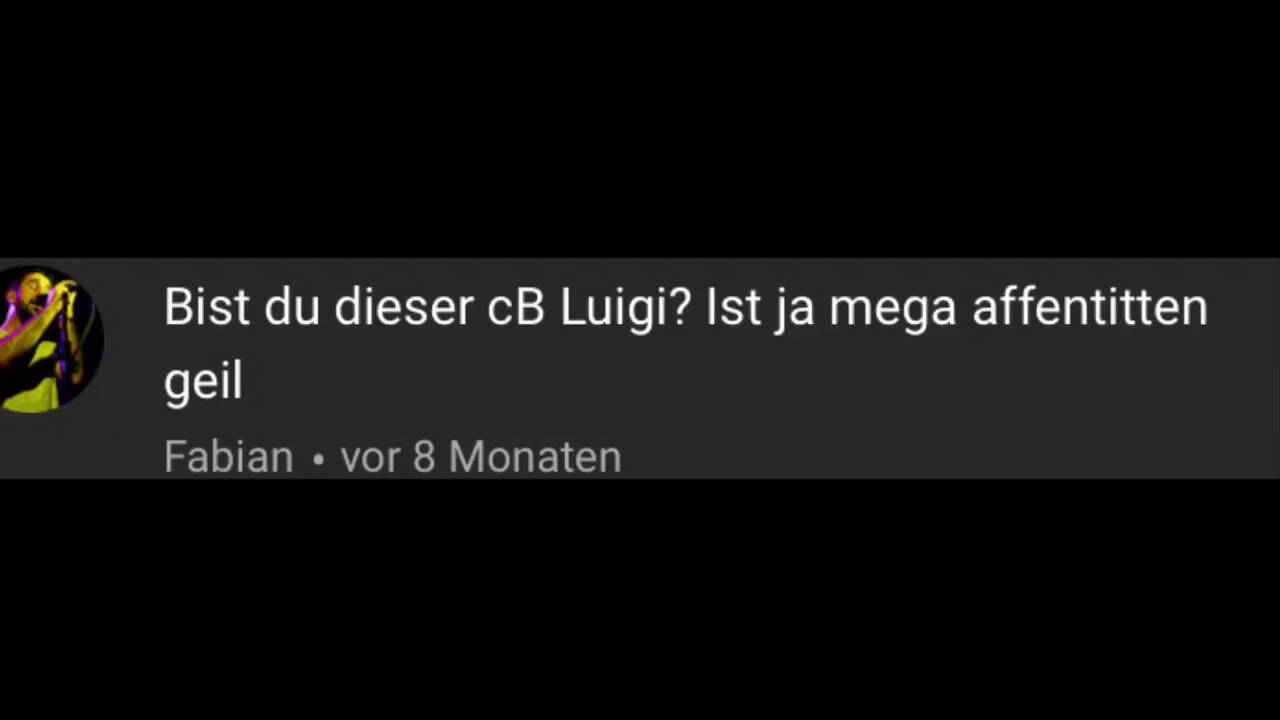 Bist du dieser cB Luigi? Ist ja mega affentitten
geil
Fabian • vor 8 Monaten